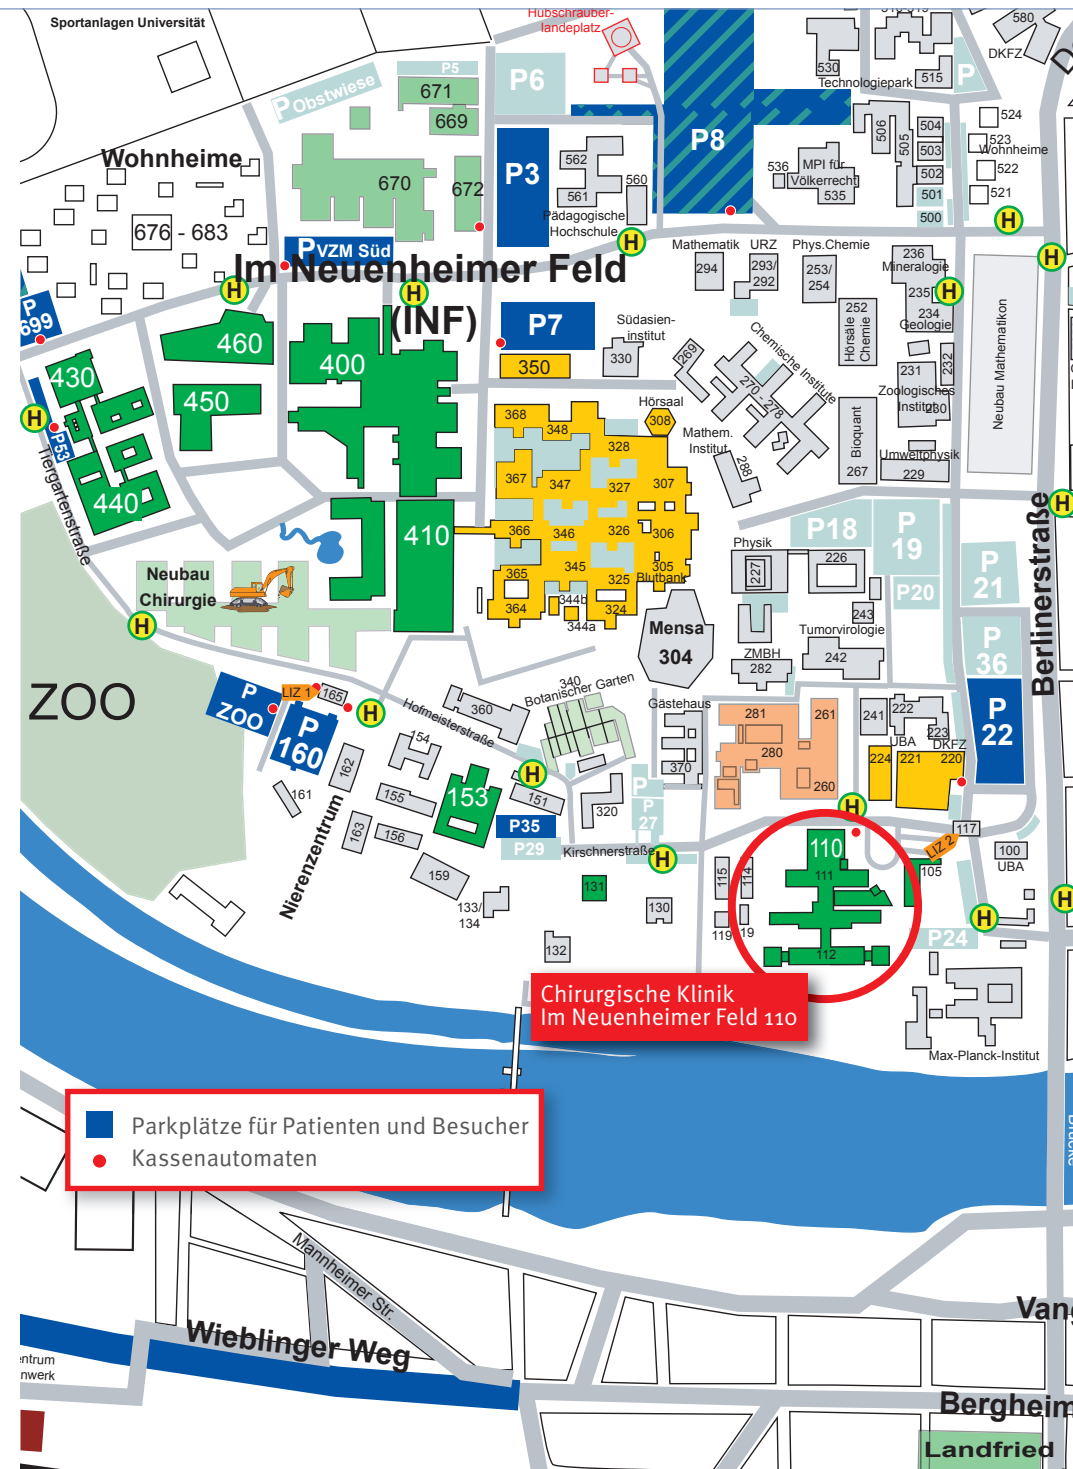 Sportanlagen Universität
Hubschrauber-
landeplatz
580
DKFZ
530
Technologiepark
515
P
P5
P6
P Obstwiese
671
669
670
672
P3
562
561
560
Pädagogische
Hochschule
P8
506
505
504
503
502
501
500
524
523
Wohnheime
522
521
536
MPI für
Völkerrecht
535
Wohnheime
676 - 683
P VZM Süd
Im Neuenheimer Feld
(INF)
H
H
H
H
H
Mathematik
294
URZ
293/
292
Phys.Chemie
253/
254
236
Mineralogie
235
H
234
Geologie
252
Hörsäle
Chemie
P
699
460
400
P7
350
Südasien-
institut
330
269
Chemische Institute
270 - 278
231
232
Zoologisches
Institut
230
Neubau Mathematikon
430
450
440
H
P53
Tiergartenstraße
368
348
Hörsaal
308
328
367
347
327
307
366
346
326
306
365
345
325
305
Blutbank
364
344b
344a
324
Mathem.
Institut
288
Bioquant
267
Umweltphysik
229
H
410
P18
P
19
P20
P
21
P
36
P
22
Berlinerstraße
Physik
227
226
243
Neubau
Chirurgie
H
Mensa
304
ZMBH
282
Tumorvirologie
242
ZOO
P
ZOO
LIZ 1
165
P
160
H
Hofmeisterstraße
360
340
Botanischer Garten
Gästehaus
370
281
280
261
260
241
222
223
UBA
DKFZ
224
221
220
154
162
161
155
163
156
153
H
151
320
P
P
27
H
Nierenzentrum
159
P35
P29
Kirschnerstraße
H
117
LIZ 2
100
UBA
110
111
112
105
115
114
119
19
131
130
132
133/
134
H
H
P24
Chirurgische Klinik
Im Neuenheimer Feld 110
Max-Planck-Institut
Parkplätze für Patienten und Besucher
Kassenautomaten
Mannheimer Str.
Wieblinger Weg
Bergheim
Landfried